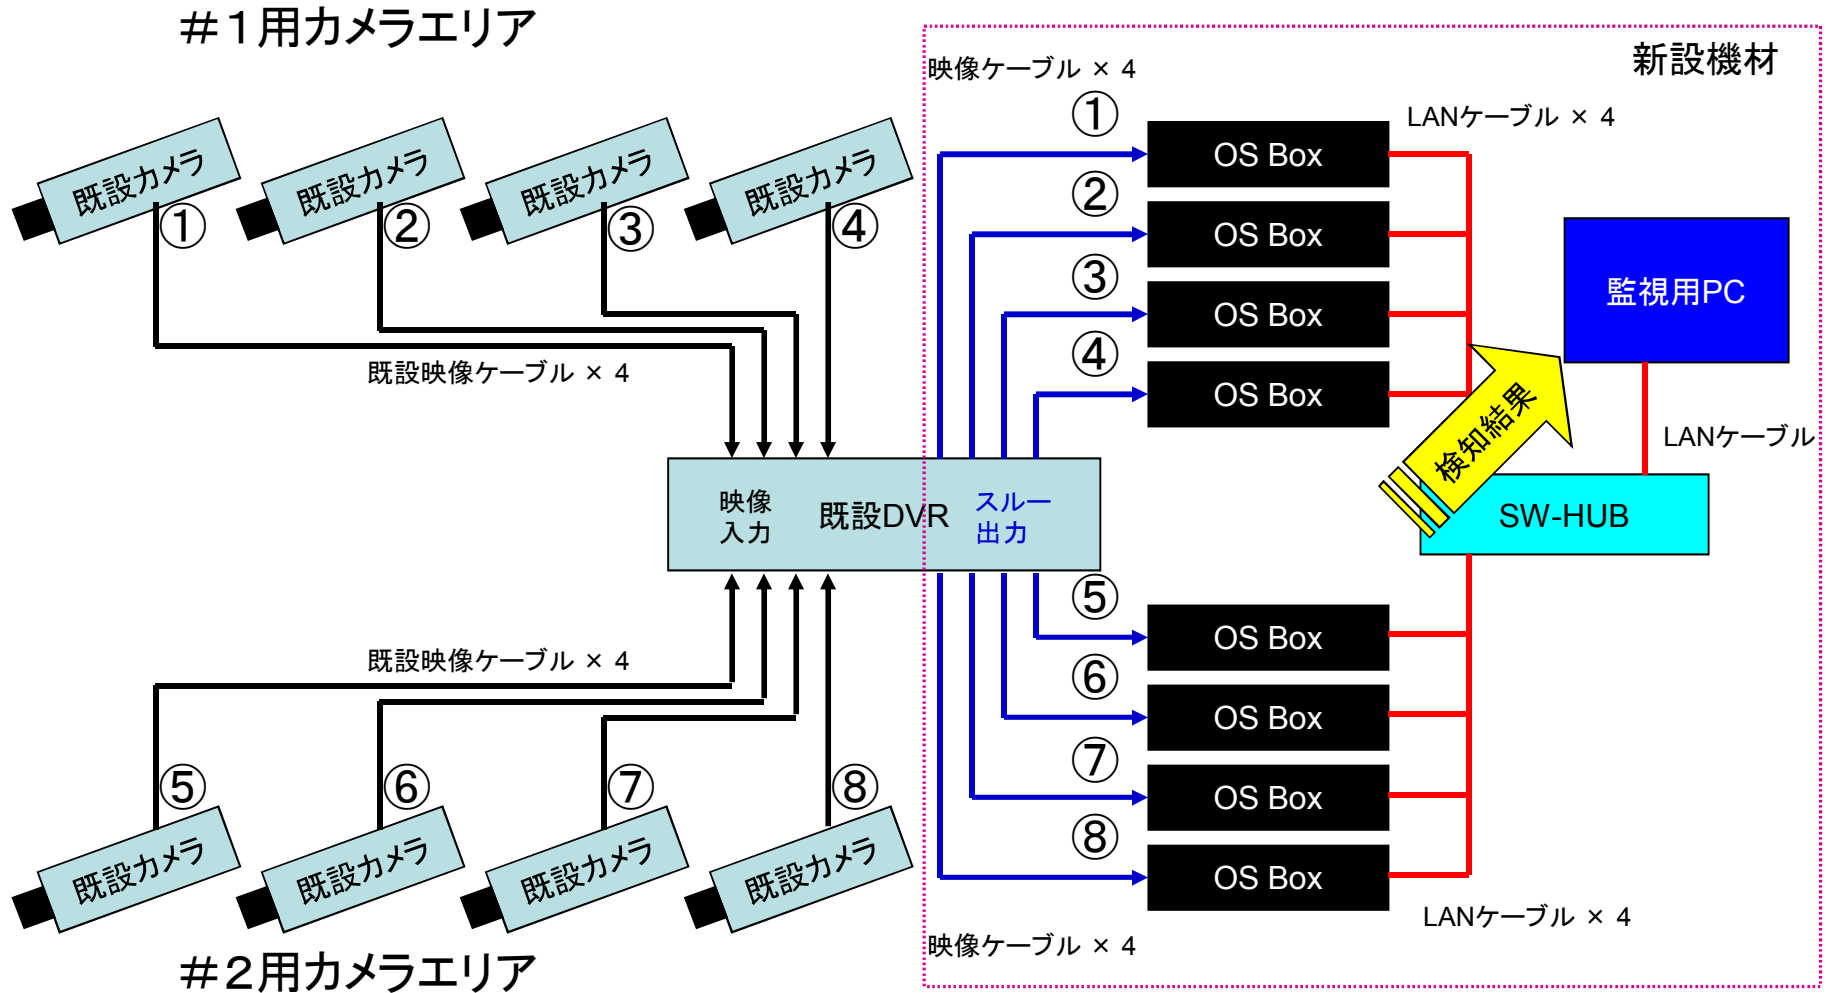 ＃１用カメラエリア
新設機材
映像ケーブル × 4
LANケーブル × 4
既設カメラ
既設カメラ
既設カメラ
既設カメラ
①
②
③
④
①
②
③
④
OS Box
OS Box
OS Box
OS Box
監視用PC
既設映像ケーブル × 4
検知結果
LANケーブル
映像
入力
既設DVR
スルー
出力
SW-HUB
既設映像ケーブル × 4
⑤
⑥
⑦
⑧
OS Box
OS Box
OS Box
OS Box
⑤
⑥
⑦
⑧
既設カメラ
既設カメラ
既設カメラ
既設カメラ
LANケーブル × 4
映像ケーブル × 4
＃２用カメラエリア